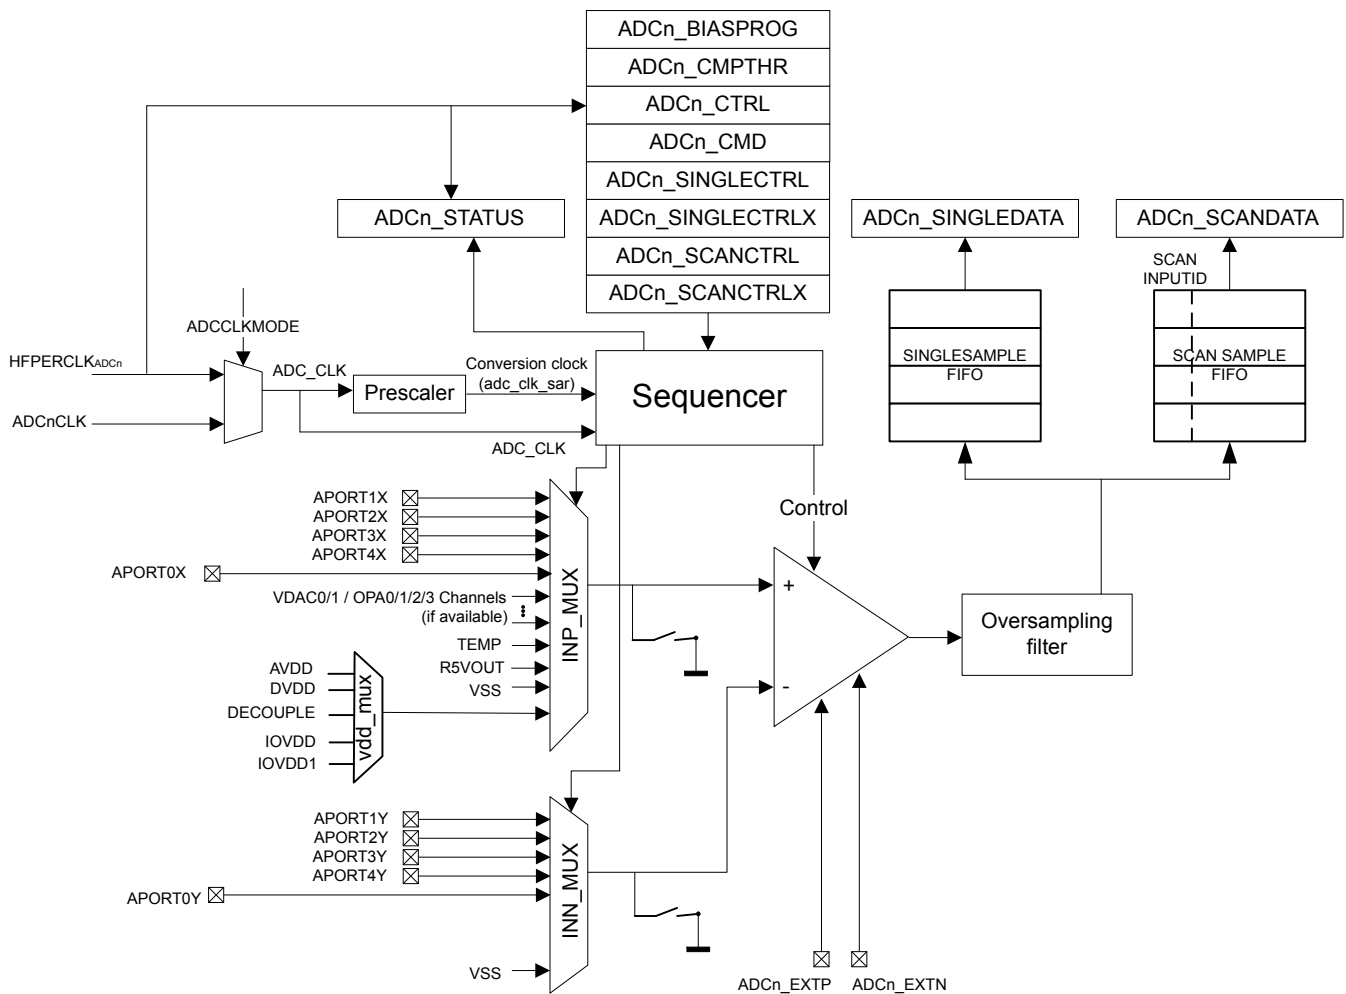 ADCn_BIASPROG
ADCn_CMPTHR
ADCn_CTRL
ADCn_CMD
ADCn_SINGLECTRL
ADCn_SINGLECTRLX
ADCn_SCANCTRL
ADCn_SCANCTRLX
ADCn_STATUS
ADCn_SINGLEDATA
ADCn_SCANDATA
SCAN
INPUTID
SINGLESAMPLE
FIFO
SCAN SAMPLE
FIFO
ADCCLKMODE
HFPERCLKADCn
ADCnCLK
ADC_CLK
Prescaler
Conversion clock
(adc_clk_sar)
Sequencer
ADC_CLK
Control
APORT1X
APORT2X
APORT3X
APORT4X
APORT0X
VDAC0/1 / OPA0/1/2/3 Channels
(if available)
TEMP
R5VOUT
VSS
INP_MUX
AVDD
DVDD
DECOUPLE
IOVDD
IOVDD1
vdd_mux
+
-
Oversampling
filter
APORT1Y
APORT2Y
APORT3Y
APORT4Y
APORT0Y
VSS
INN_MUX
ADCn_EXTP
ADCn_EXTN